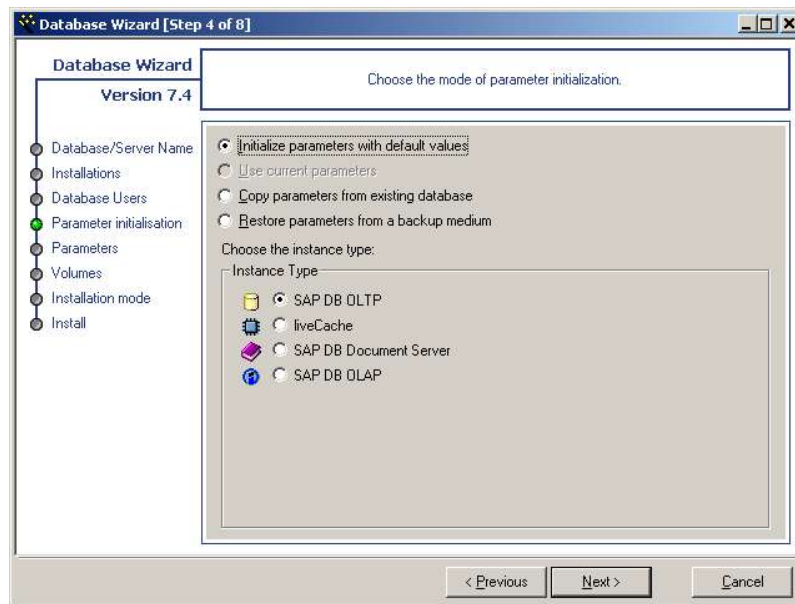 Database Wizard [Step 4 of 8]
Database Wizard
Version 7.4
Choose the mode of parameter initialization.
Database/Server Name
Installations
Database Users
Parameter initialisation
Parameters
Volumes
Installation mode
Install
Initialize parameters with default values
Use current parameters
Copy parameters from existing database
Restore parameters from a backup medium
Choose the instance type:
Instance Type
SAP DB OLTP
liveCache
SAP DB Document Server
SAP DB OLAP
< Previous
Next >
Cancel